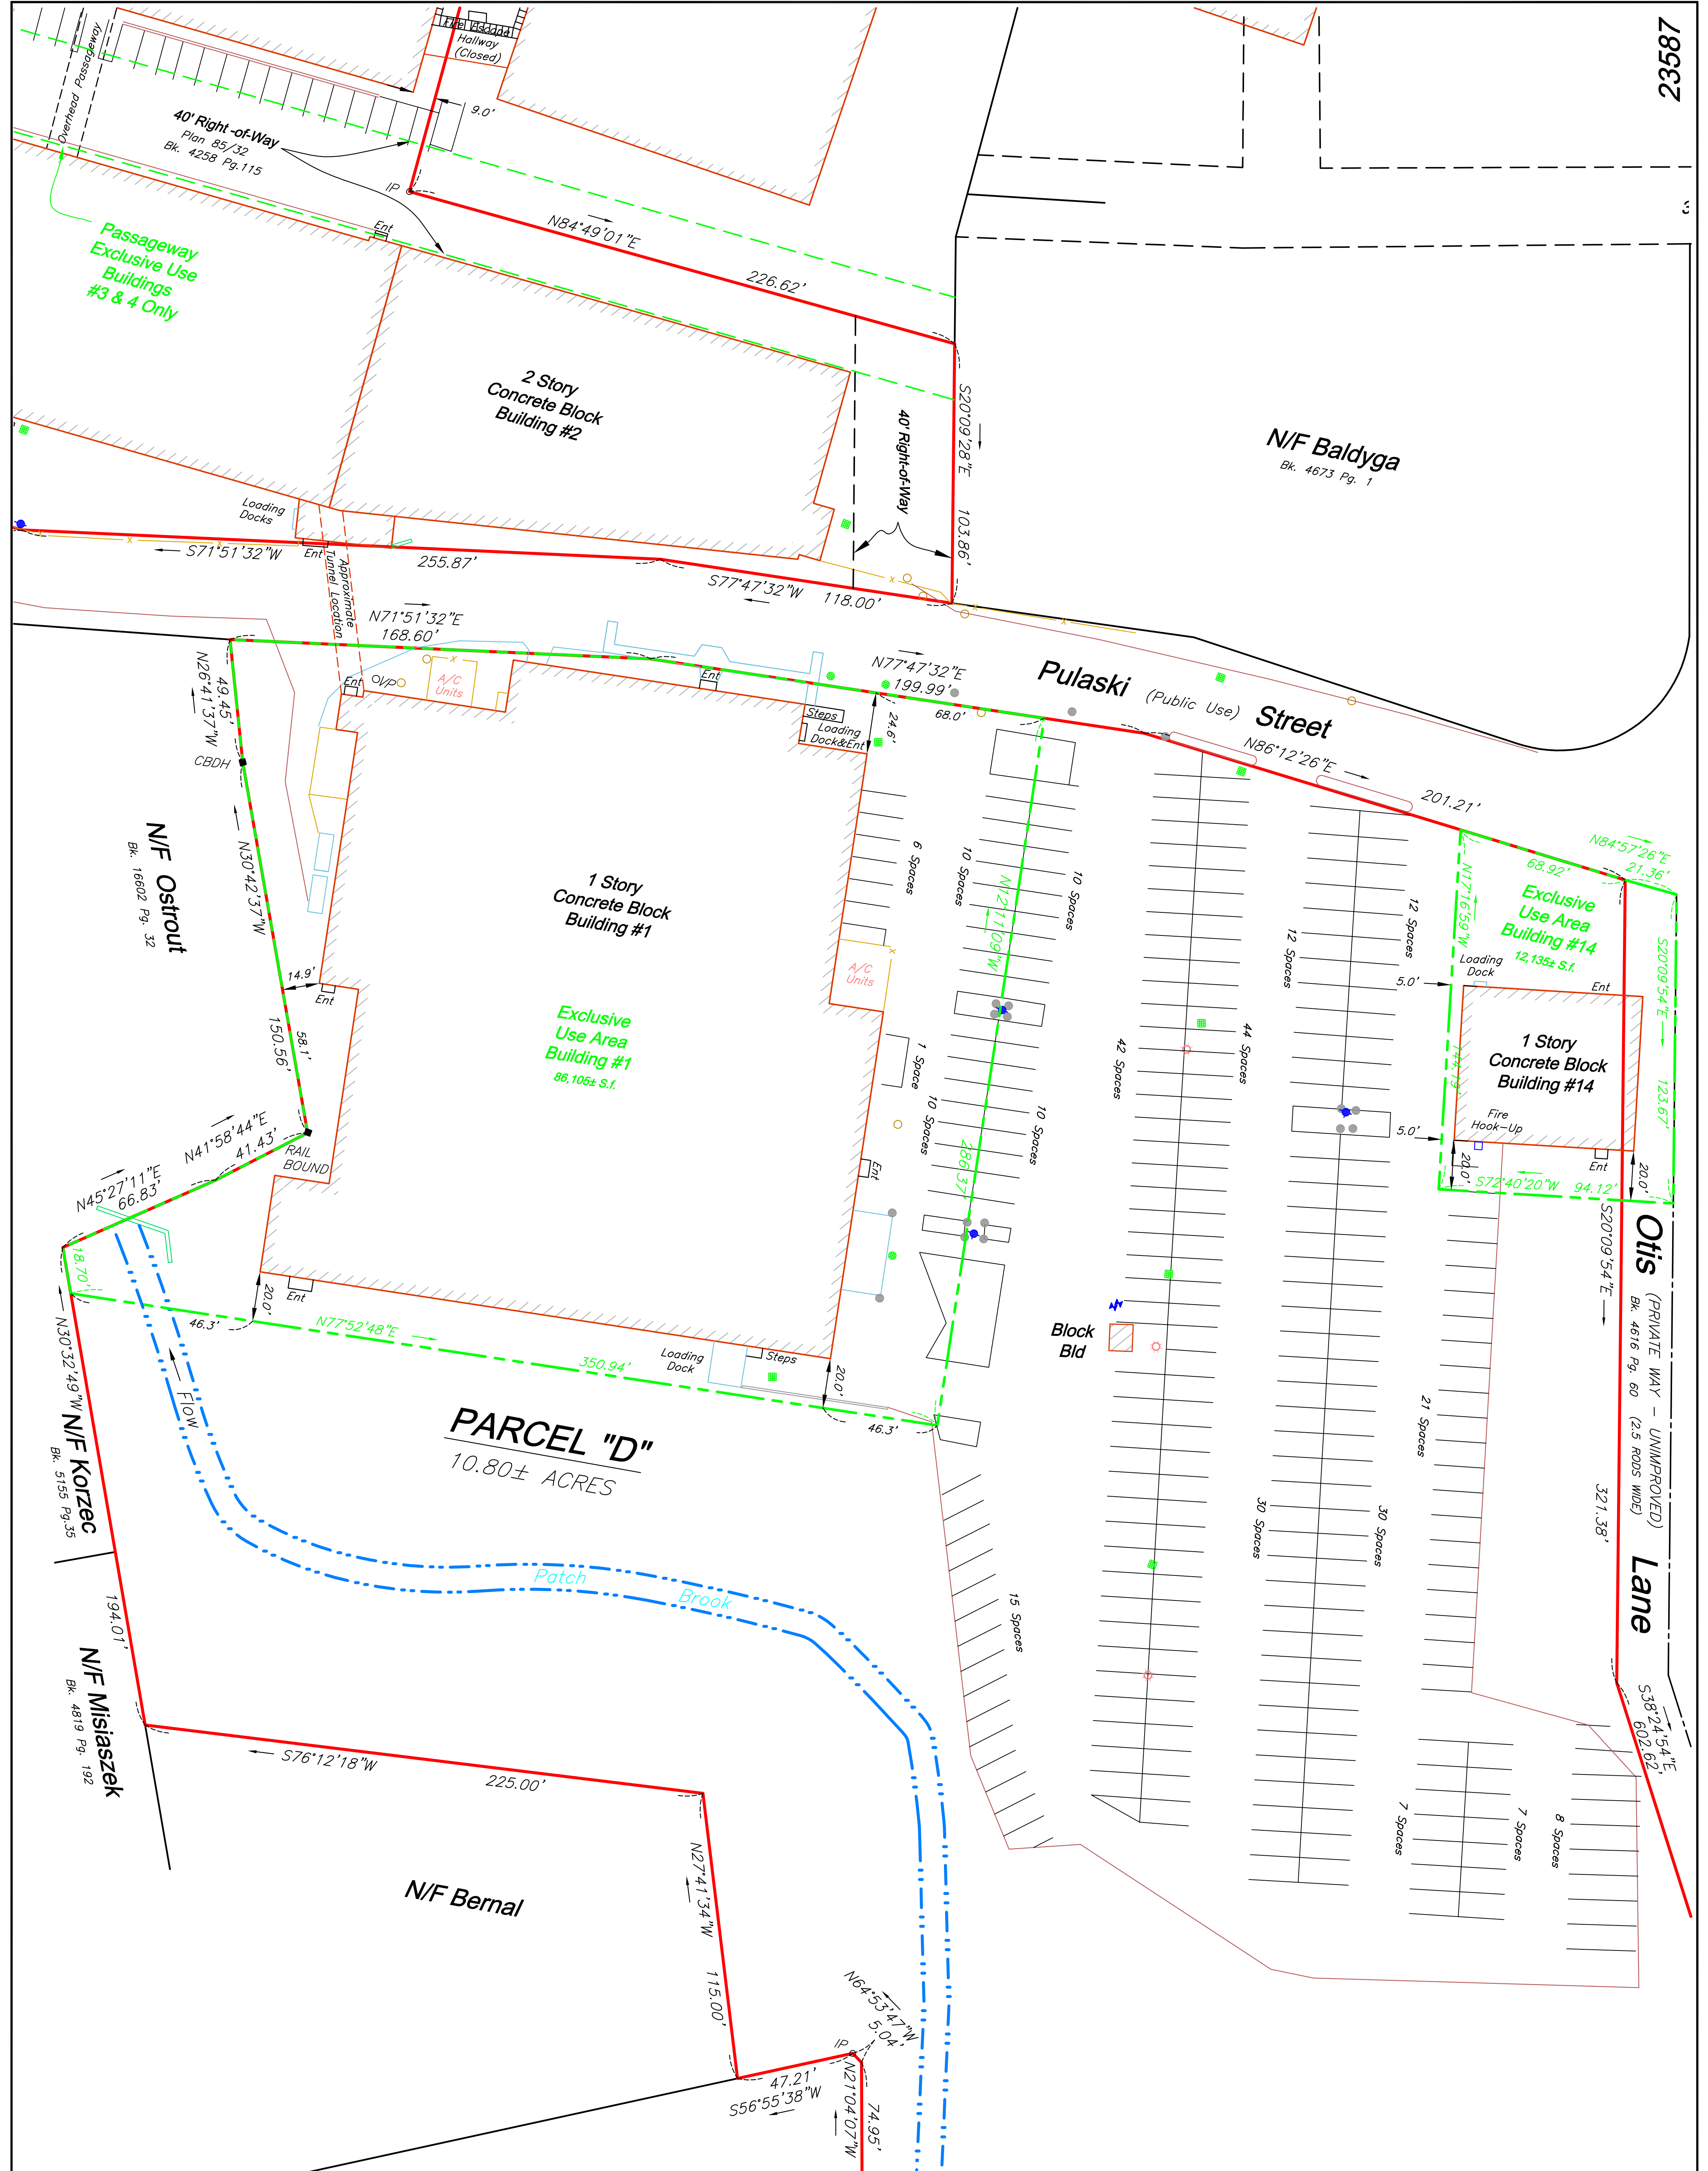 23587
Fire Escape
Hallway
(Closed)
Overhead Passageway
9.0'
40' Right-of-Way
Plan 85/32
Bk. 4258 Pg.115
IP
Ent
N84°49'01"E
226.62'
Passageway
Exclusive Use
Buildings
#3 & 4 Only
2 Story
Concrete Block
Building #2
40' Right-of-Way
S20°09'28"E
103.86'
N/F Baldyga
Bk. 4673 Pg. 1
Loading
Docks
S71°51'32"W
Ent
255.87'
Approximate
Tunnel Location
S77°47'32"W
118.00'
N71°51'32"E
168.60'
N77°47'32"E
199.99'
68.0'
Pulaski (Public Use) Street
N86°12'26"E
201.21'
N26°41'37"W
49.45'
CBDH
Ent
VP
A/C
Units
Ent
Steps
Loading
Dock&Ent
24.6'
N/F Ostrout
Bk. 16602 Pg. 32
N30°42'37"W
150.56'
58.1'
14.9'
Ent
1 Story
Concrete Block
Building #1
Exclusive
Use Area
Building #1
86,105± S.f.
6 Spaces
A/C
Units
1 Space
10 Spaces
10 Spaces
N12°11'09"W
286.37'
10 Spaces
10 Spaces
Ent
42 Spaces
44 Spaces
12 Spaces
12 Spaces
N84°57'26"E
21.36'
68.92'
N17°16'59"W
144.19'
Exclusive
Use Area
Building #14
12,135± S.f.
Loading
Dock
Ent
5.0'
1 Story
Concrete Block
Building #14
Fire
Hook-Up
5.0'
Ent
20.0'
20.0'
S72°40'20"W
94.12'
S20°09'54"E
123.67'
S20°09'54"E
321.38'
Otis (PRIVATE WAY - UNIMPROVED) Lane
Bk. 4616 Pg. 60 (2.5 RODS WIDE)
S38°24'54"E
602.62'
RAIL
BOUND
N41°58'44"E
41.43'
N45°27'11"E
66.83'
18.70'
46.3'
20.0'
Ent
N77°52'48"E
350.94'
Loading
Dock
Steps
20.0'
46.3'
Block
Bld
Flow
N30°32'49"W
194.01'
N/F Korzec
Bk. 5155 Pg.35
PARCEL "D"
10.80± ACRES
Patch
Brook
15 Spaces
30 Spaces
30 Spaces
21 Spaces
7 Spaces
7 Spaces
8 Spaces
N/F Misiaszek
Bk. 4819 Pg. 192
S76°12'18"W
225.00'
N/F Bernal
N27°41'34"W
115.00'
N64°53'47"W
5.04'
IP
47.21'
S56°55'38"W
N21°04'07"W
74.95'